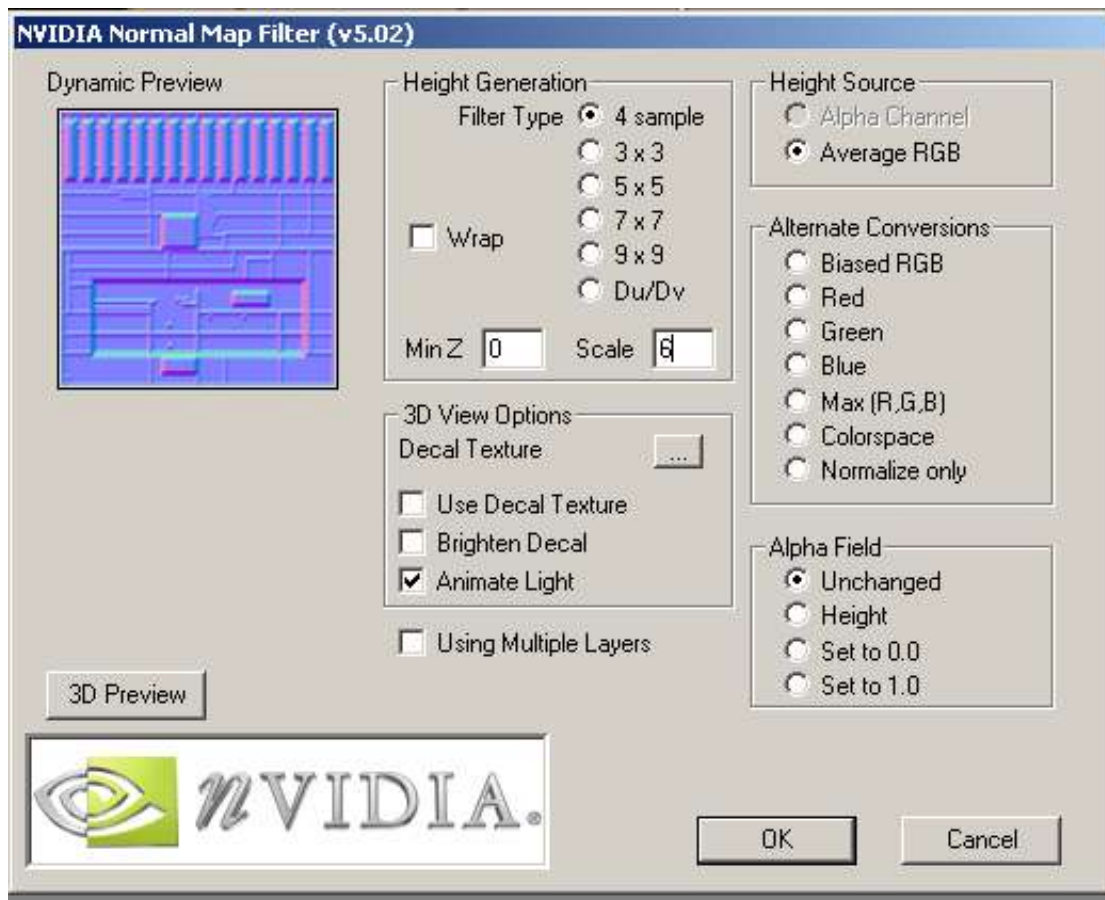 NVIDIA Normal Map Filter (v5.02)
Dynamic Preview
Height Generation
Filter Type
4 sample
3 x 3
5 x 5
7 x 7
9 x 9
Du/Dv
Wrap
Min Z 0
Scale 6
3D View Options
Decal Texture ...
Use Decal Texture
Brighten Decal
Animate Light
Using Multiple Layers
Height Source
Alpha Channel
Average RGB
Alternate Conversions
Biased RGB
Red
Green
Blue
Max (R,G,B)
Colorspace
Normalize only
Alpha Field
Unchanged
Height
Set to 0.0
Set to 1.0
3D Preview
nVIDIA®
OK
Cancel